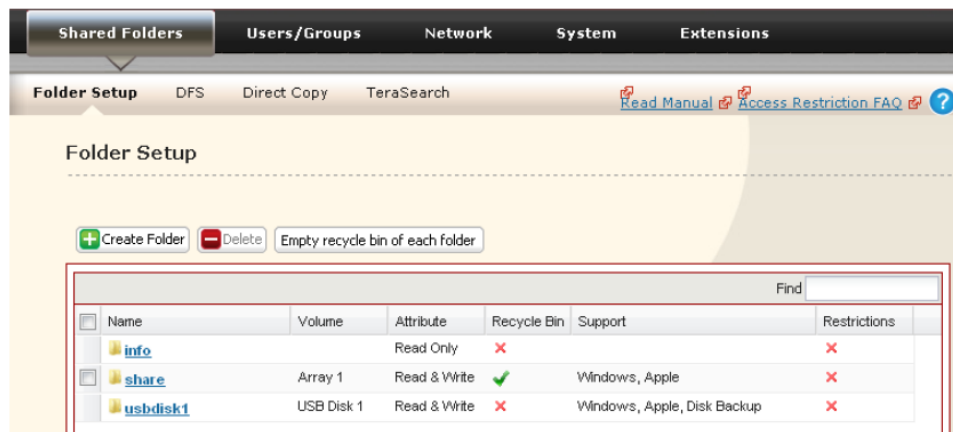 Shared Folders Users/Groups Network System Extensions
Folder Setup DFS Direct Copy TeraSearch Read Manual Access Restriction FAQ ?
Folder Setup
Create Folder Delete Empty recycle bin of each folder
Find
Name Volume Attribute Recycle Bin Support Restrictions
info Read Only
share Array 1 Read & Write Windows, Apple
usbdisk1 USB Disk 1 Read & Write Windows, Apple, Disk Backup